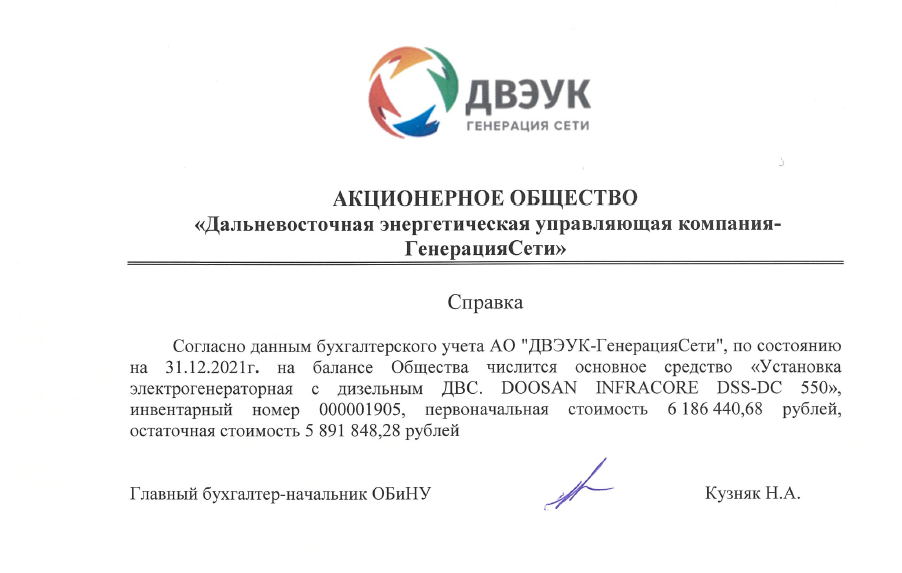 ДВЭУК
ГЕНЕРАЦИЯ СЕТИ
АКЦИОНЕРНОЕ ОБЩЕСТВО
«Дальневосточная энергетическая управляющая компания-
ГенерацияСети»
Справка
Согласно данным бухгалтерского учета АО "ДВЭУК-ГенерацияСети", по состоянию
на 31.12.2021г. на балансе Общества числится основное средство «Установка
электрогенераторная с дизельным ДВС. DOOSAN INFRACORE DSS-DC 550»,
инвентарный номер 000001905, первоначальная стоимость 6 186 440,68 рублей,
остаточная стоимость 5 891 848,28 рублей
Главный бухгалтер-начальник ОБиНУ Кузняк Н.А.